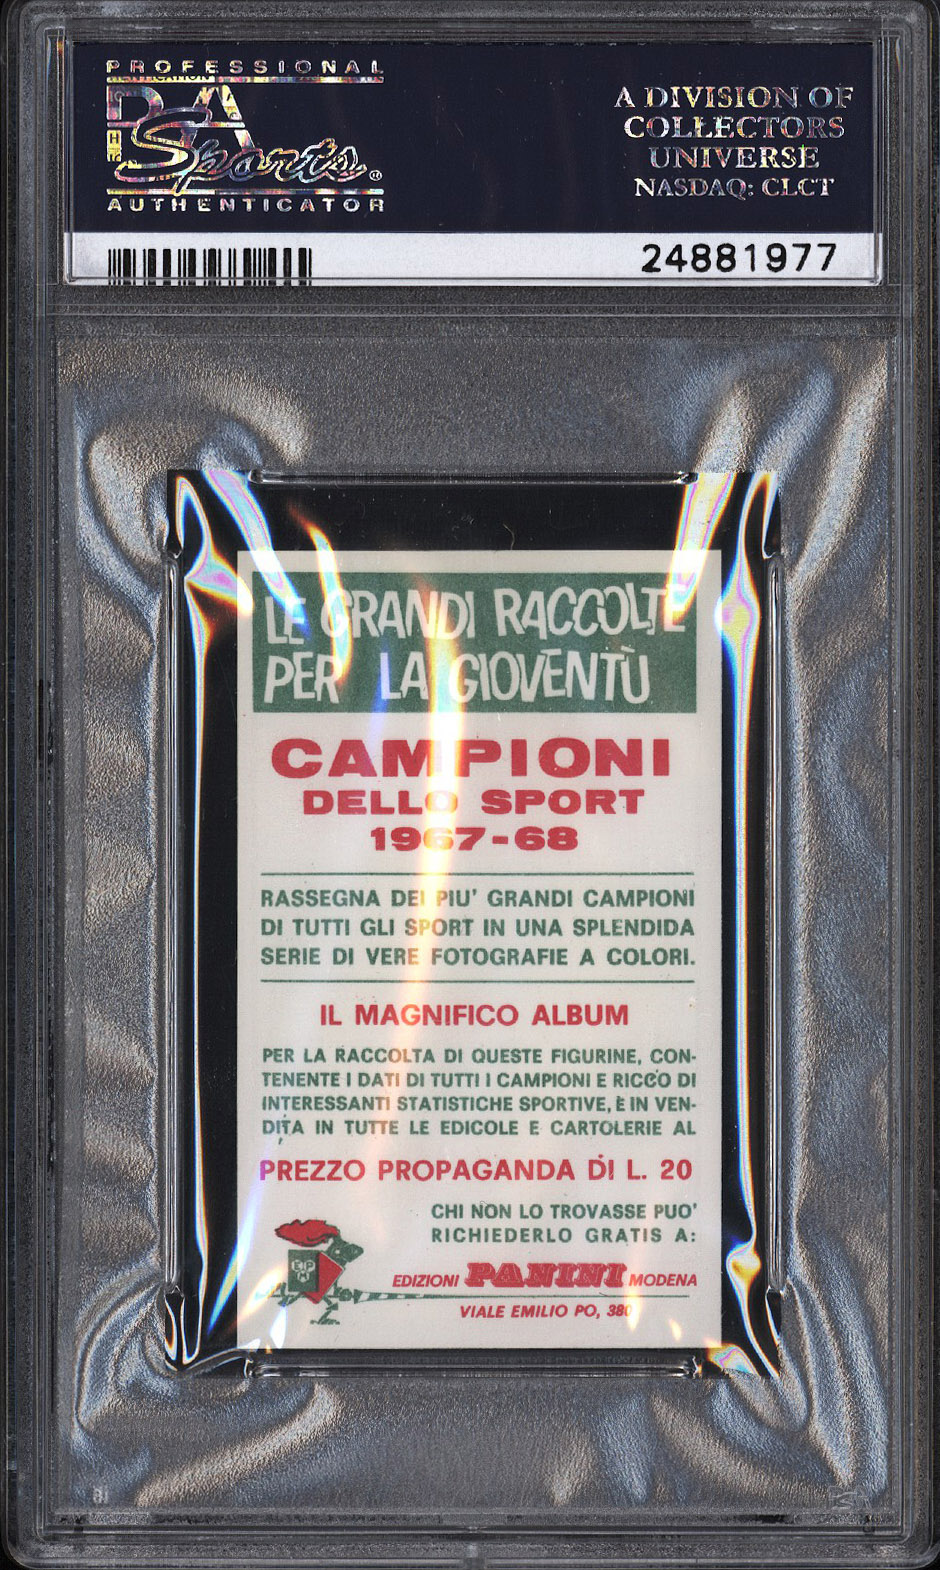 PROFESSIONAL
PSA
Sports®
AUTHENTICATOR
A DIVISION OF
COLLECTORS
UNIVERSE
NASDAQ: CLCT
24881977
LE GRANDI RACCOLTE
PER LA GIOVENTÙ
CAMPIONI
DELLO SPORT
1967-68
RASSEGNA DEI PIU' GRANDI CAMPIONI
DI TUTTI GLI SPORT IN UNA SPLENDIDA
SERIE DI VERE FOTOGRAFIE A COLORI.
IL MAGNIFICO ALBUM
PER LA RACCOLTA DI QUESTE FIGURINE, CON-
TENENTE I DATI DI TUTTI I CAMPIONI E RICCO DI
INTERESSANTI STATISTICHE SPORTIVE, È IN VEN-
DITA IN TUTTE LE EDICOLE E CARTOLERIE AL
PREZZO PROPAGANDA DI L. 20
CHI NON LO TROVASSE PUO'
RICHIEDERLO GRATIS A:
EPM
EDIZIONI PANINI MODENA
VIALE EMILIO PO, 380